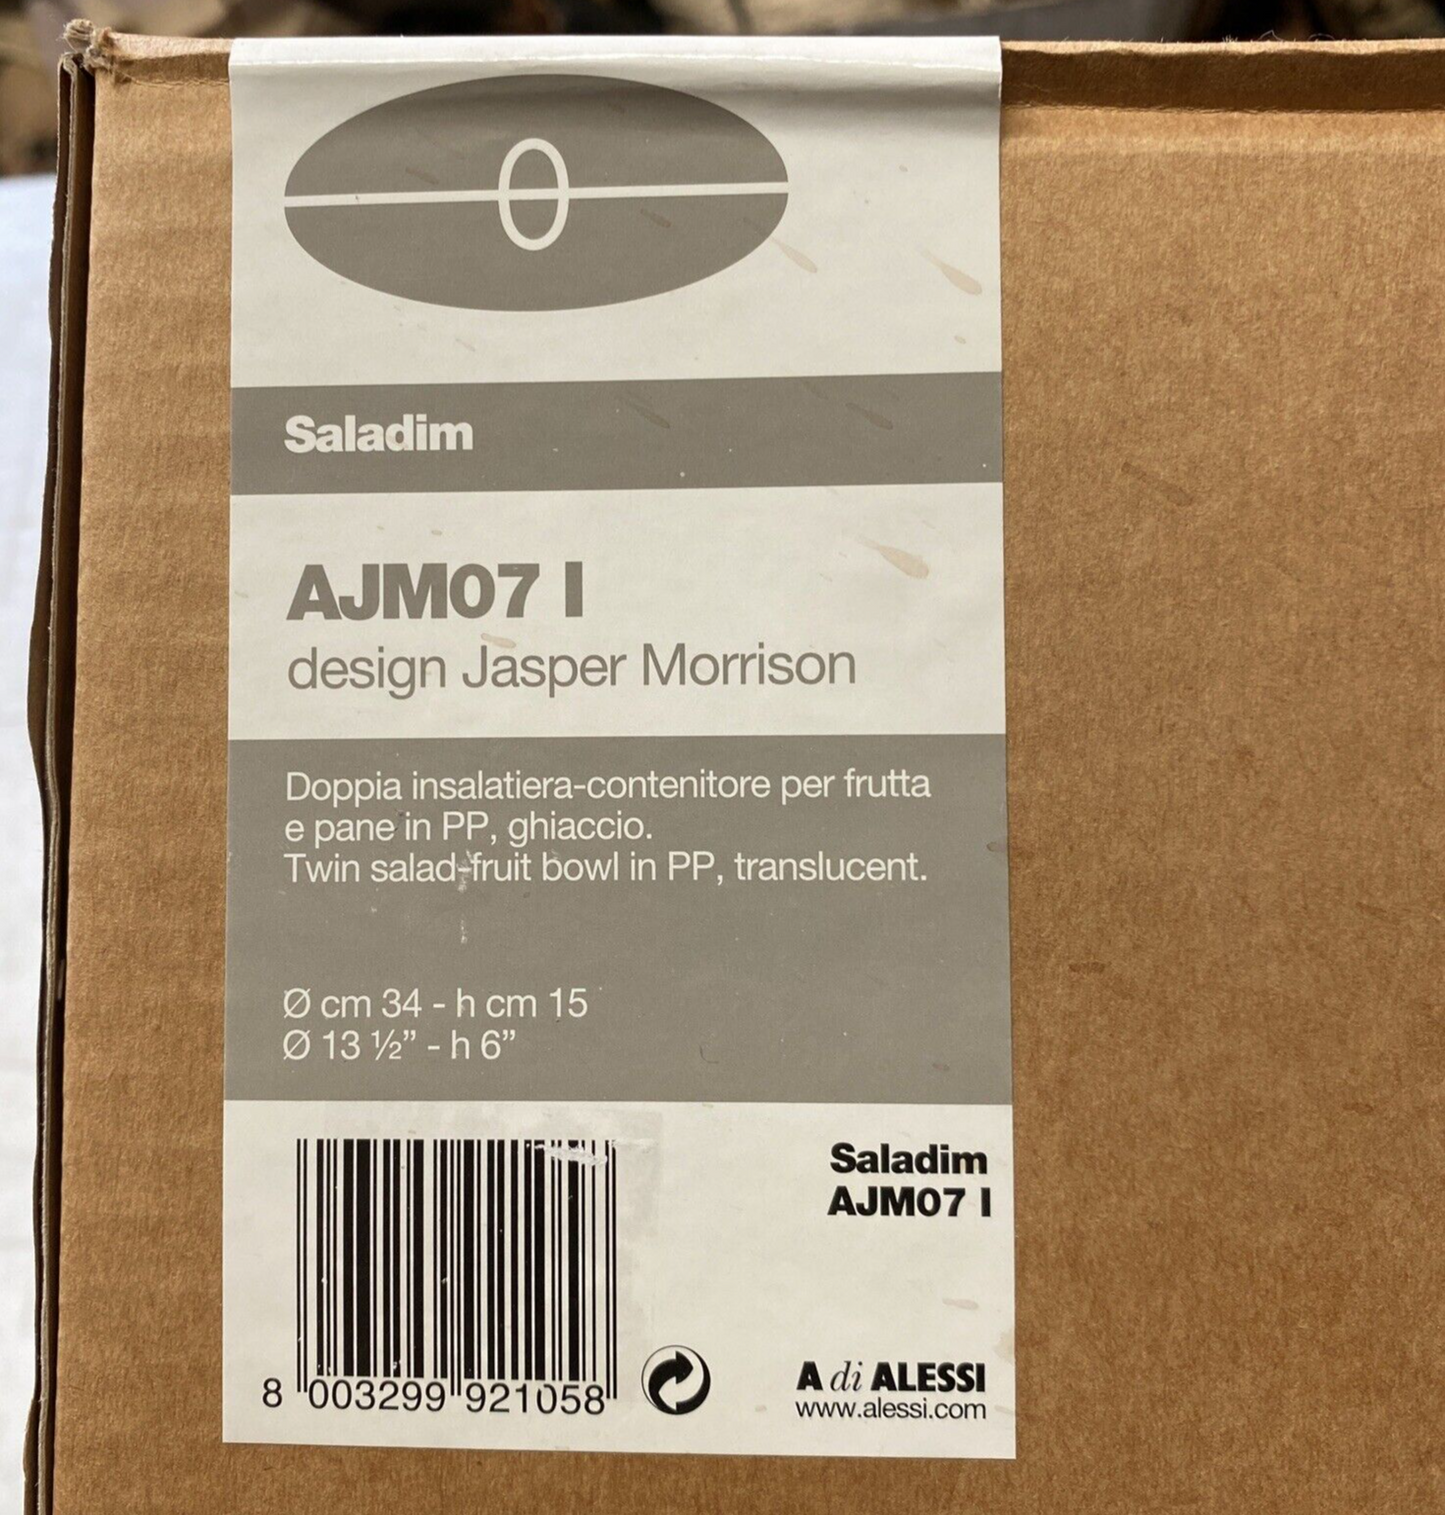 Saladim
AJM07 I
design Jasper Morrison
Doppia insalatiera-contenitore per frutta
e pane in PP, ghiaccio.
Twin salad-fruit bowl in PP, translucent.
Ø cm 34 - h cm 15
Ø 13 ½” - h 6”
Saladim
AJM07 I
8 003299 921058
A di ALESSI
www.alessi.com